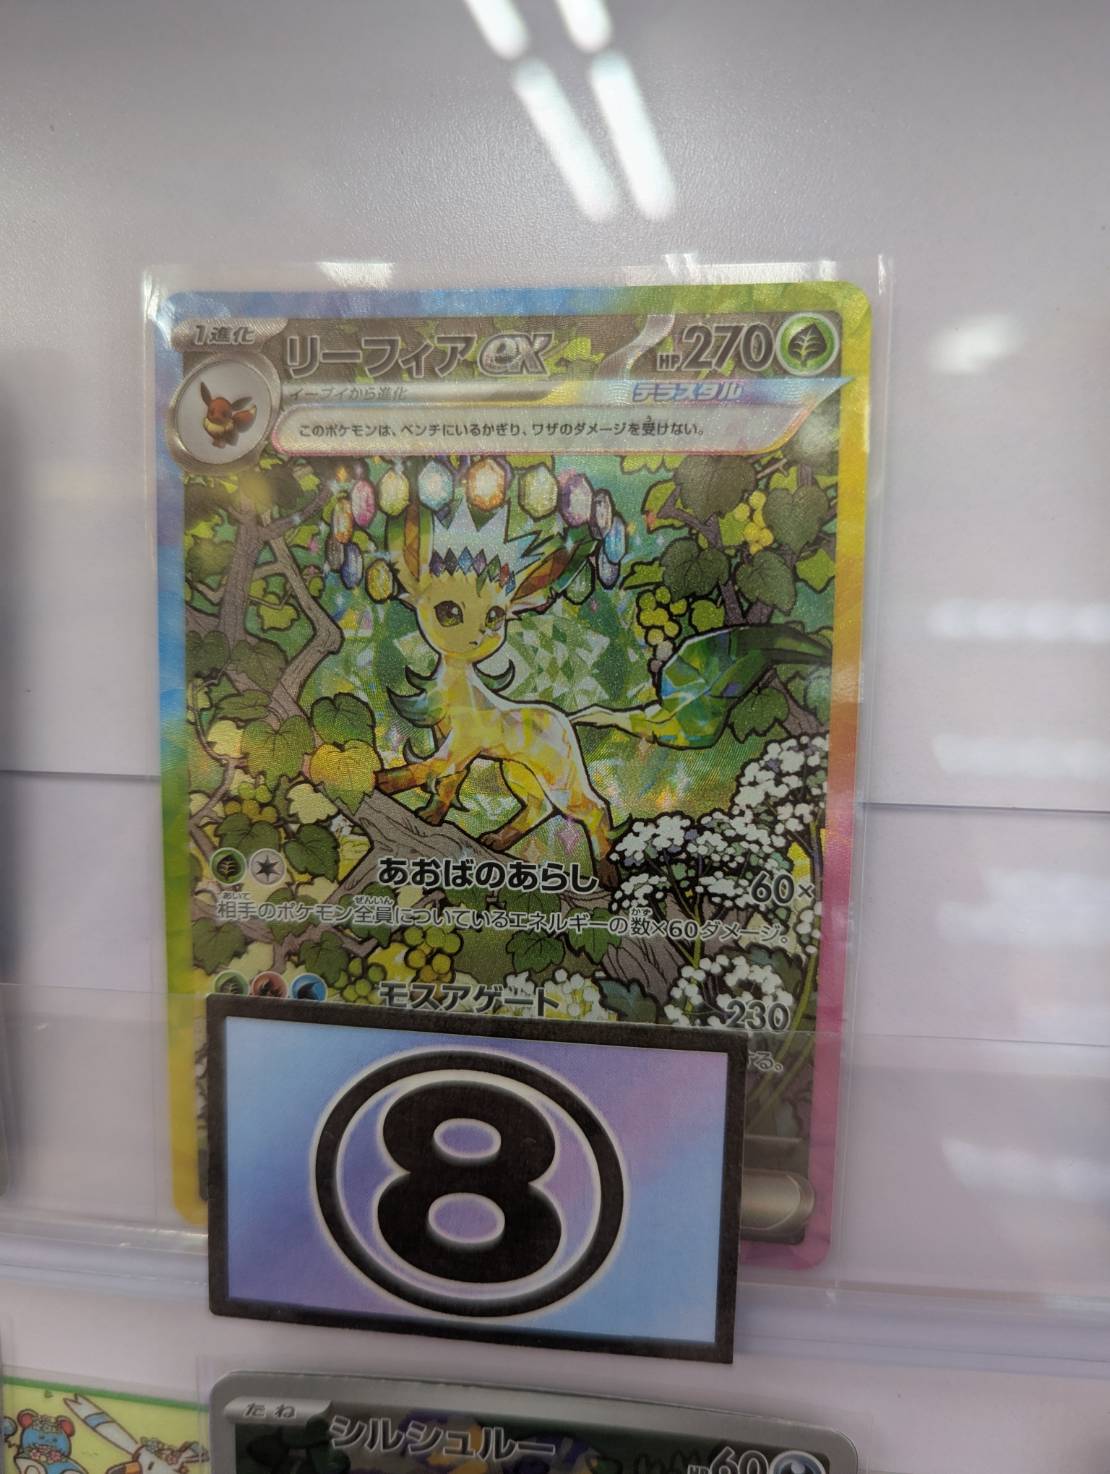 1進化
リーフィアex
HP270
イーブイから進化
テラスタル
このポケモンは、ベンチにいるかぎり、ワザのダメージを受けない。
あおばのあらし 60×
相手のポケモン全員についているエネルギーの数×60ダメージ。
モスアゲート 230
る。
8
たね
シルシュルー
HP60